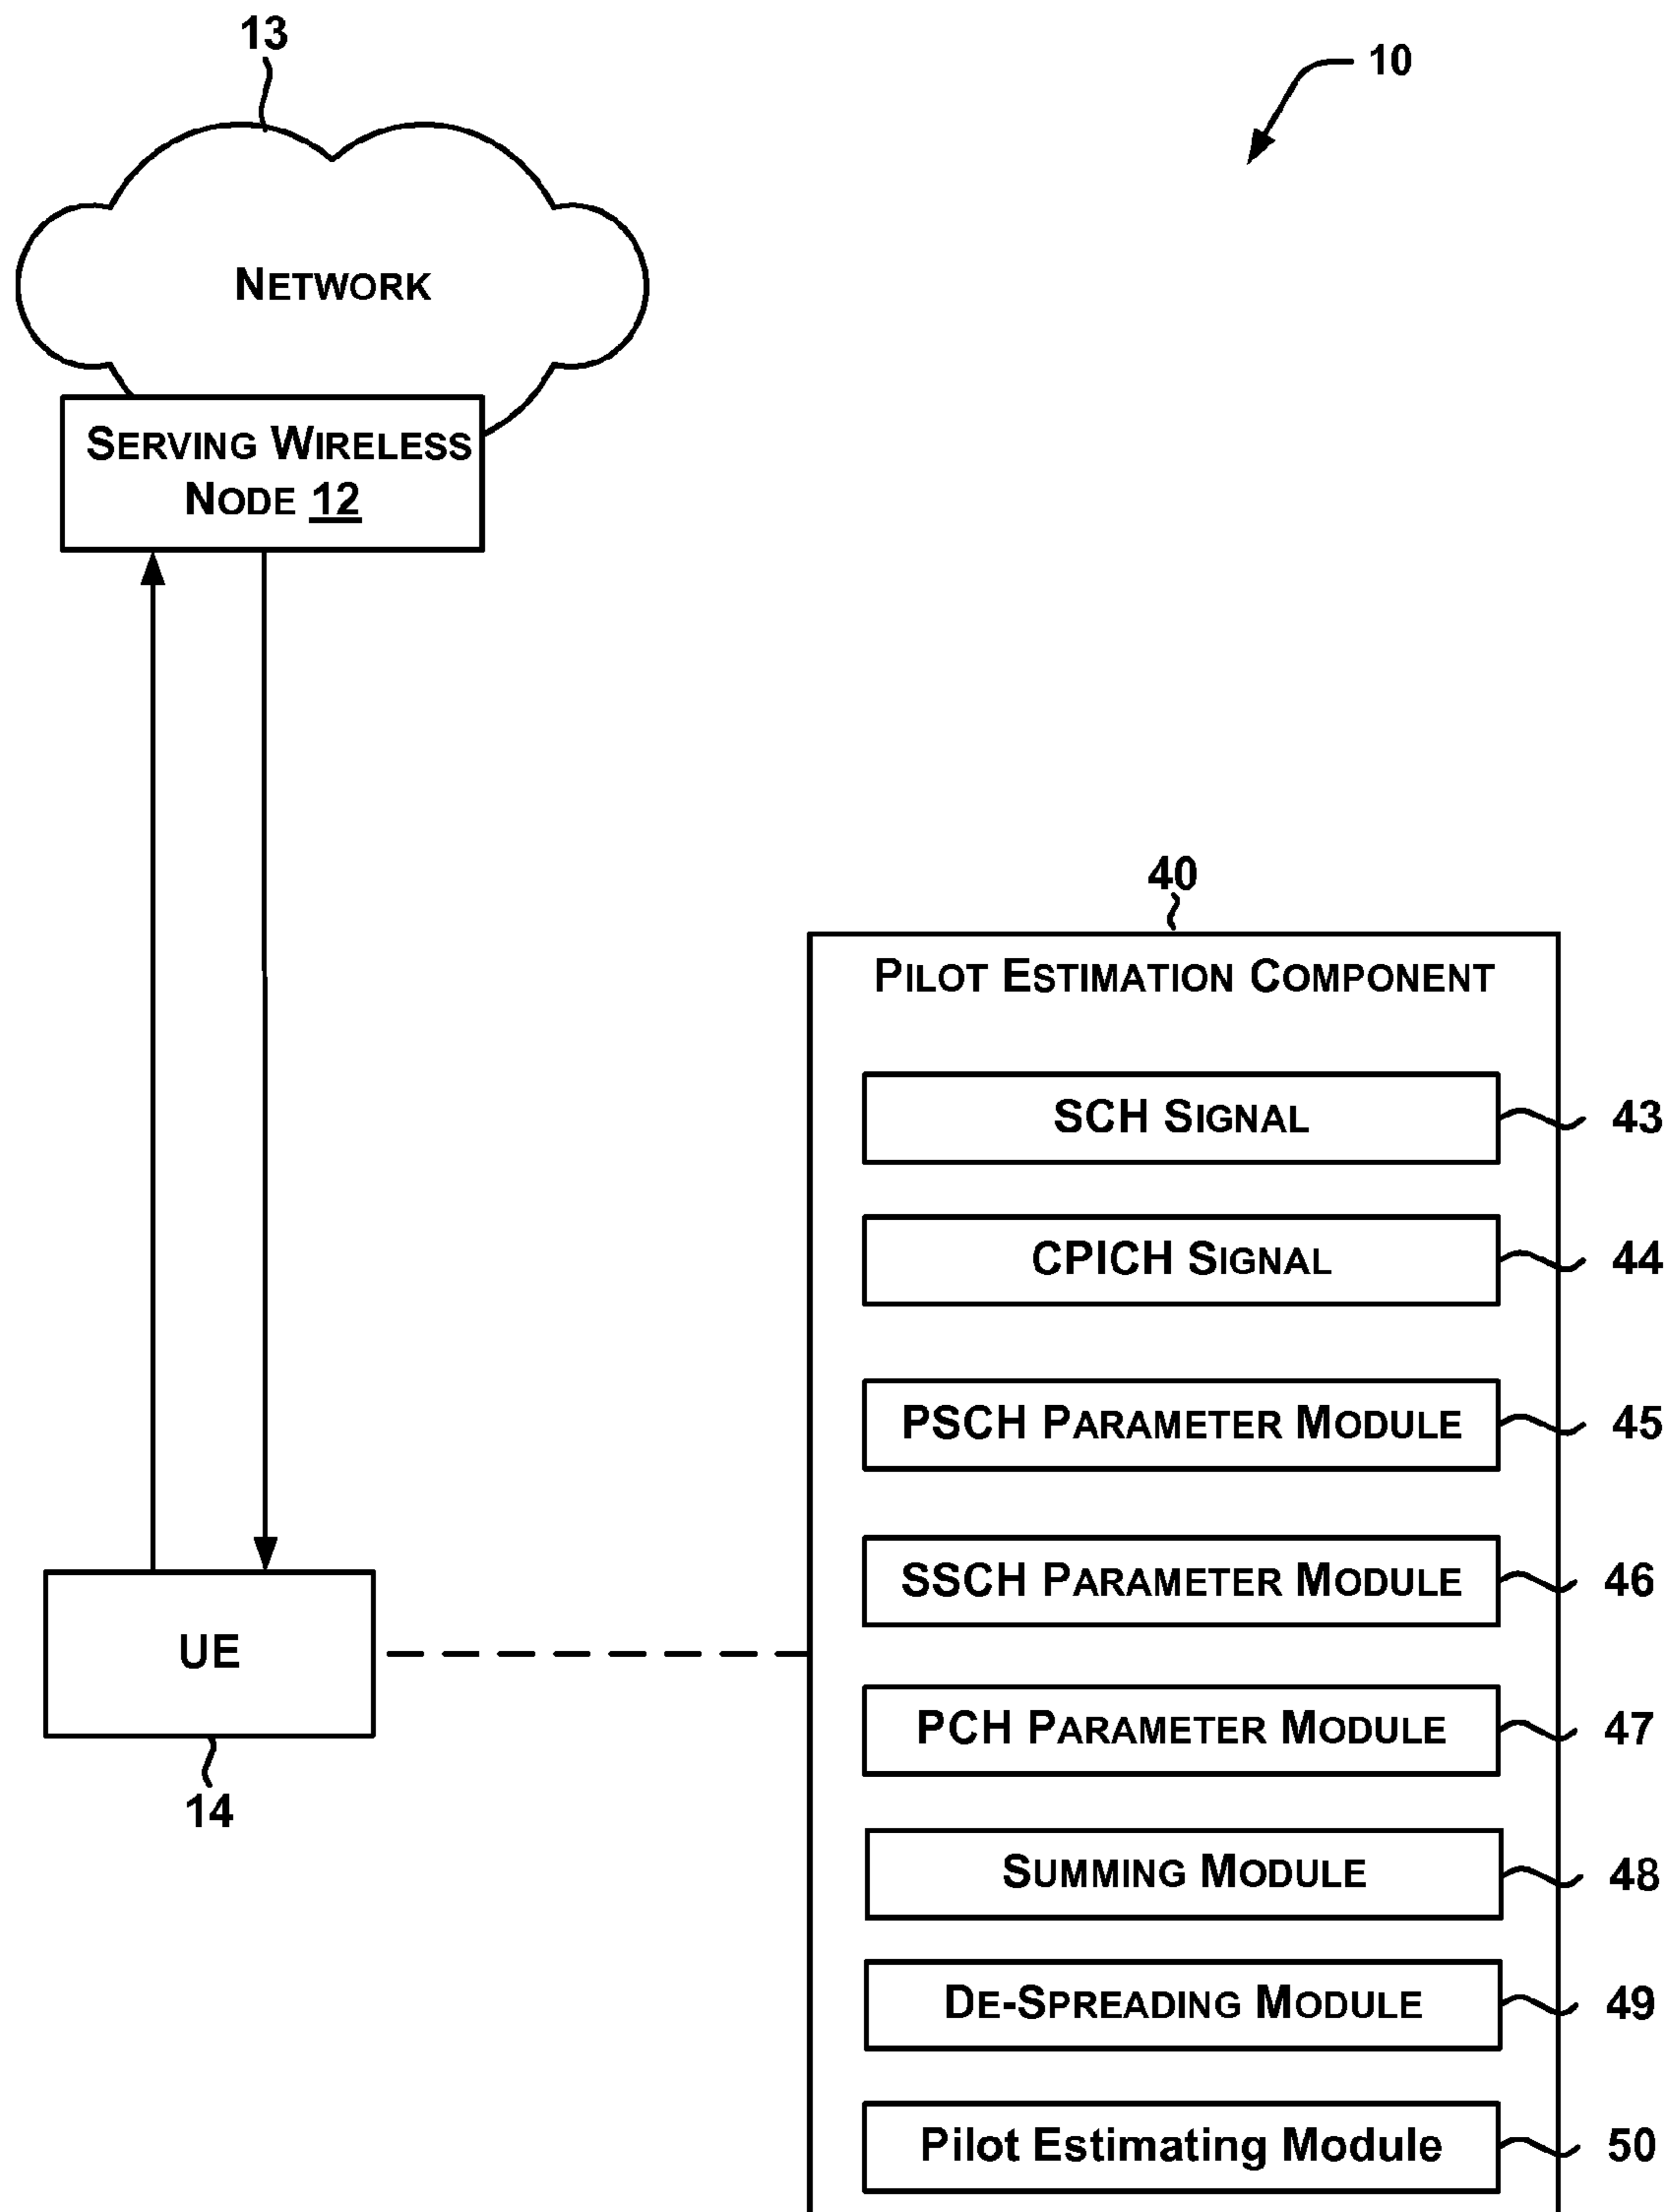 13
10
NETWORK
SERVING WIRELESS
NODE 12
40
PILOT ESTIMATION COMPONENT
SCH SIGNAL
43
CPICH SIGNAL
44
PSCH PARAMETER MODULE
45
SSCH PARAMETER MODULE
46
UE
PCH PARAMETER MODULE
47
14
SUMMING MODULE
48
DE-SPREADING MODULE
49
Pilot Estimating Module
50